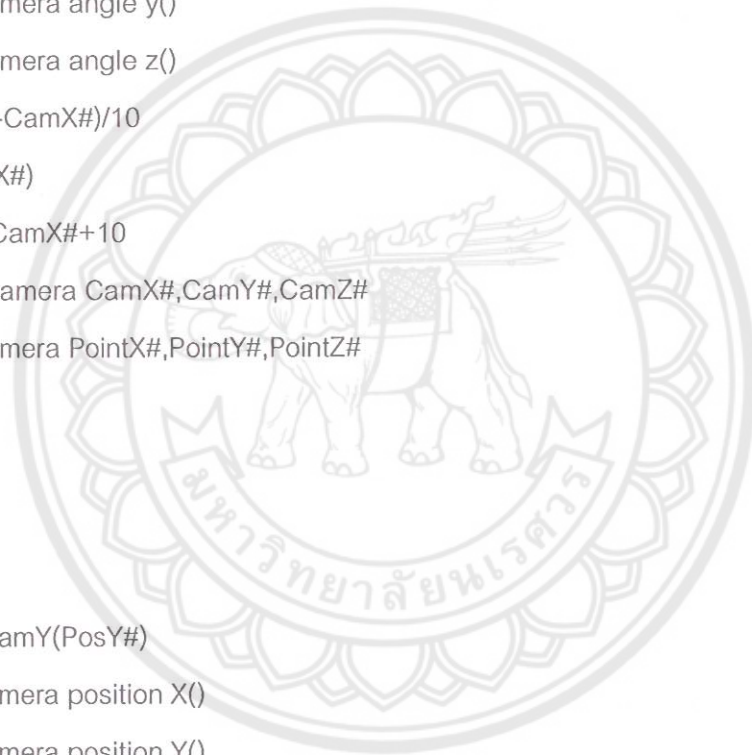 mera angle y()
mera angle z()
-CamX#)/10
X#)
CamX#+10
amera CamX#,CamY#,CamZ#
mera PointX#,PointY#,PointZ#
มหาวิทยาลัยนเรศวร
amY(PosY#)
mera position X()
mera position Y()